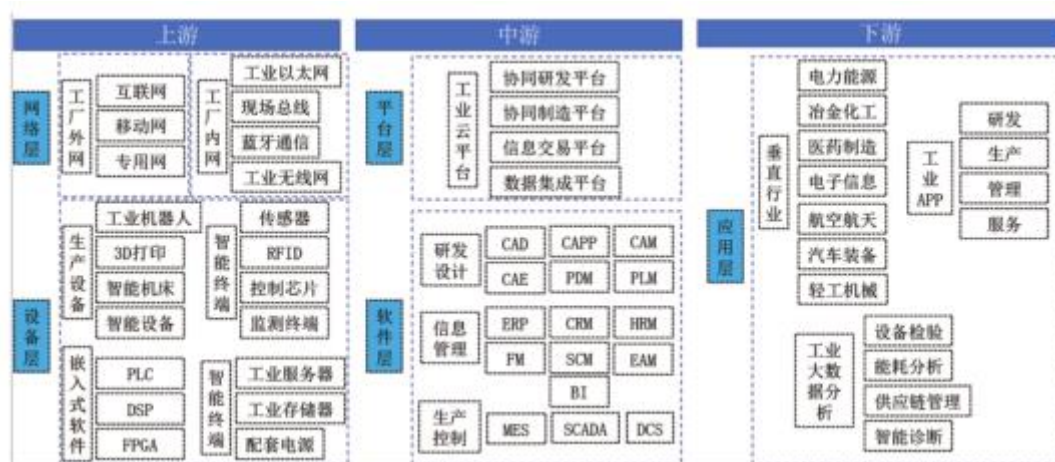 上游
网络层
工厂外网
互联网
移动网
专用网
工厂内网
工业以太网
现场总线
蓝牙通信
工业无线网
设备层
生产设备
工业机器人
3D打印
智能机床
智能设备
智能终端
传感器
RFID
控制芯片
监测终端
嵌入式软件
PLC
DSP
FPGA
智能终端
工业服务器
工业存储器
配套电源
中游
平台层
工业云平台
协同研发平台
协同制造平台
信息交易平台
数据集成平台
软件层
研发设计
CAD CAPP CAM
CAE PDM PLM
信息管理
ERP CRM HRM
FM SCM EAM
BI
生产控制
MES SCADA DCS
下游
应用层
垂直行业
电力能源
冶金化工
医药制造
电子信息
航空航天
汽车装备
轻工机械
工业APP
研发
生产
管理
服务
工业大数据分析
设备检验
能耗分析
供应链管理
智能诊断